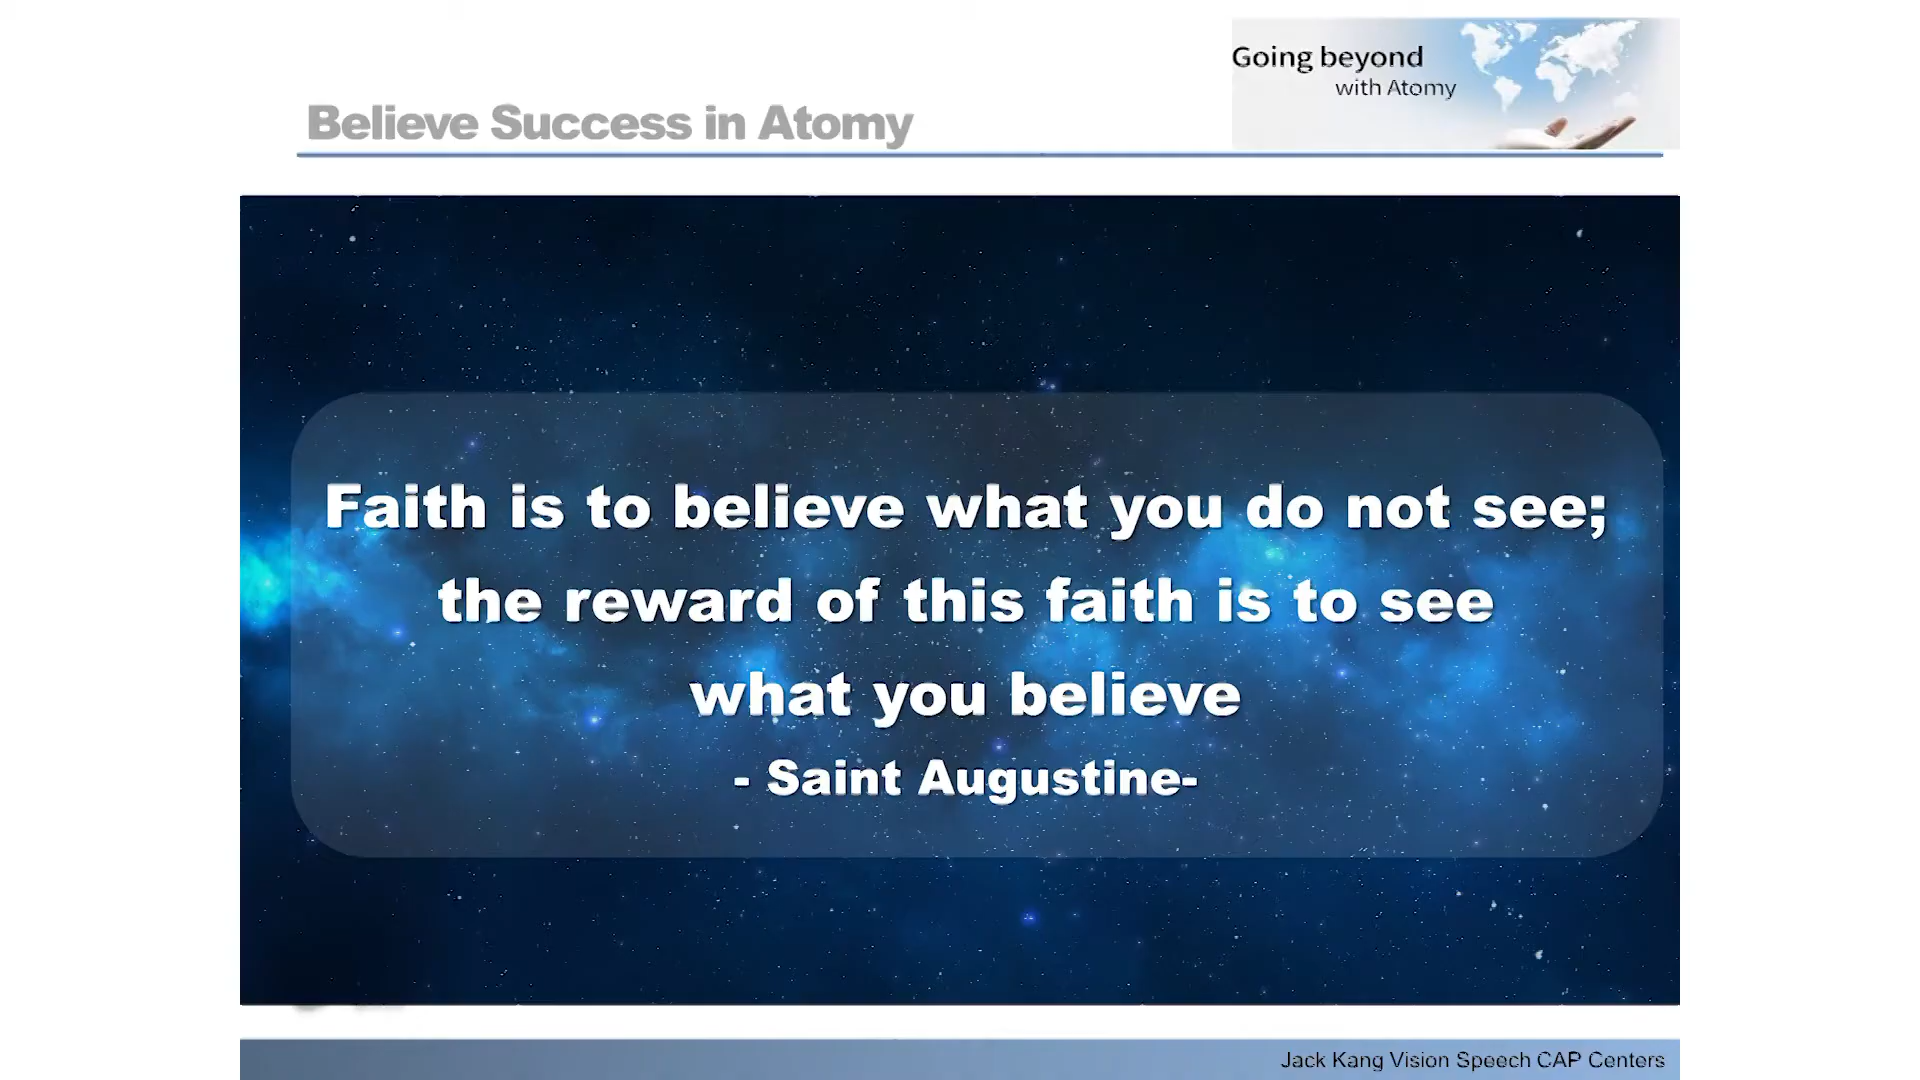 Going beyond
with Atomy
Believe Success in Atomy
Faith is to believe what you do not see;
the reward of this faith is to see
what you believe
- Saint Augustine-
Jack Kang Vision Speech CAP Centers